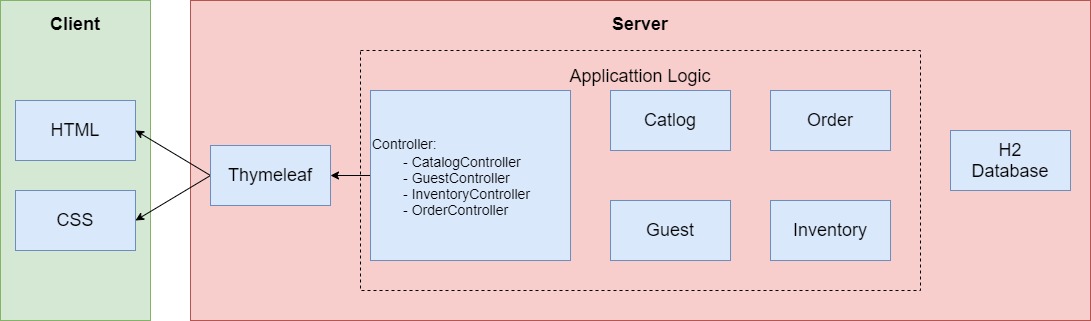 Client
Server
Applicattion Logic
HTML
CSS
Thymeleaf
Controller:
- CatalogController
- GuestController
- InventoryController
- OrderController
Catlog
Order
Guest
Inventory
H2
Database